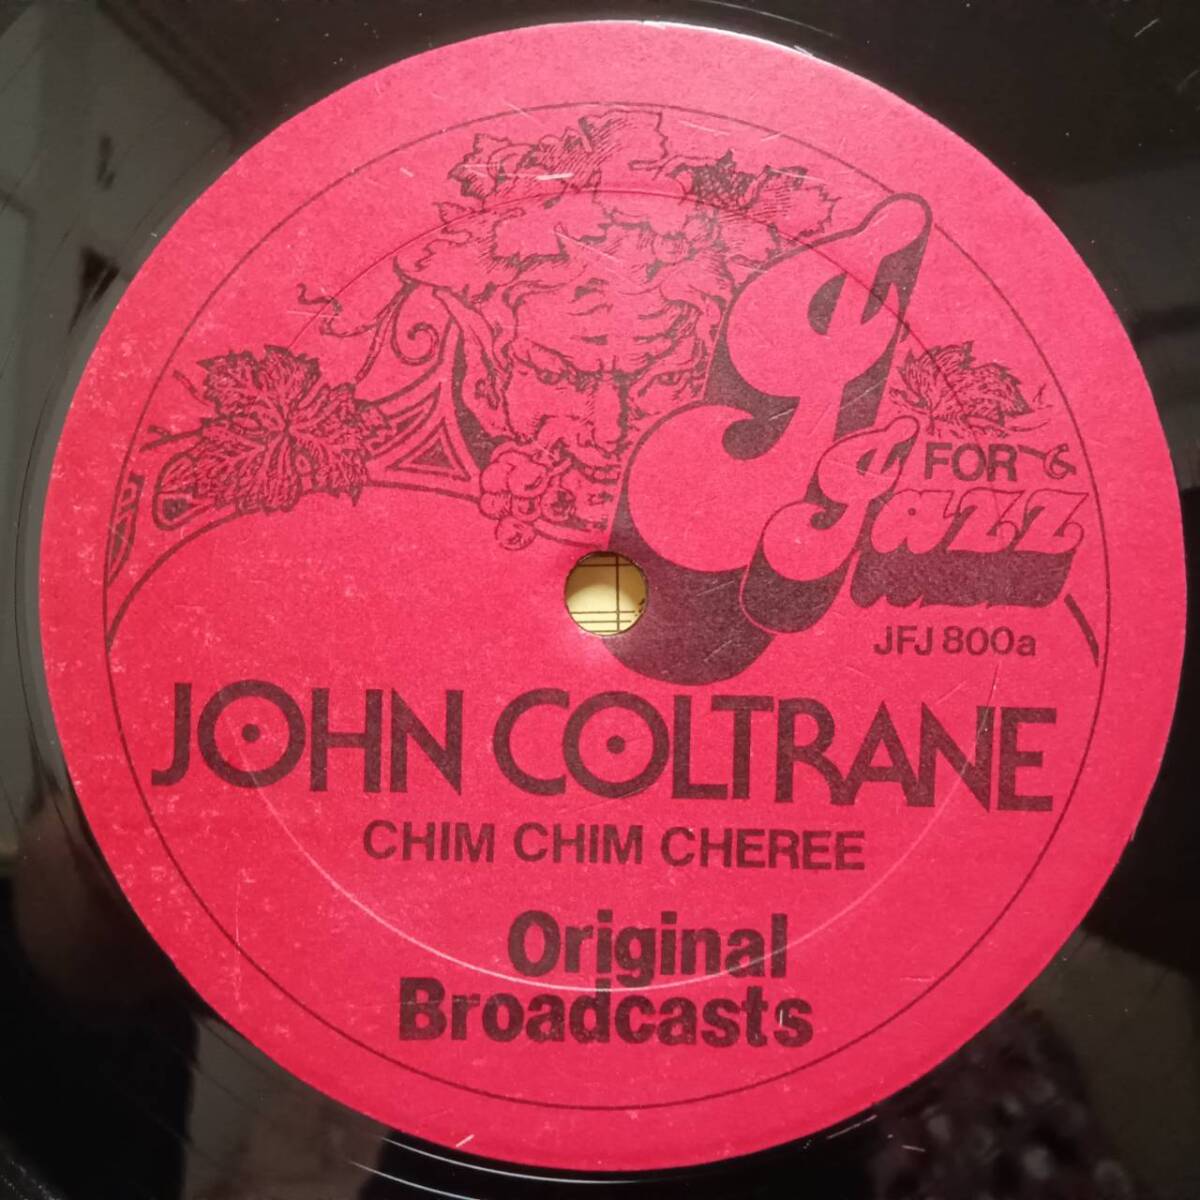 J FOR
Jazz
JFJ 800a
JOHN COLTRANE
CHIM CHIM CHEREE
Original
Broadcasts